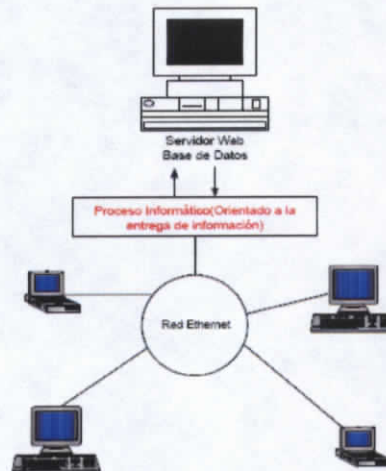 Servidor Web
Base de Datos
Proceso Informático(Orientado a la
entrega de información)
Red Ethernet